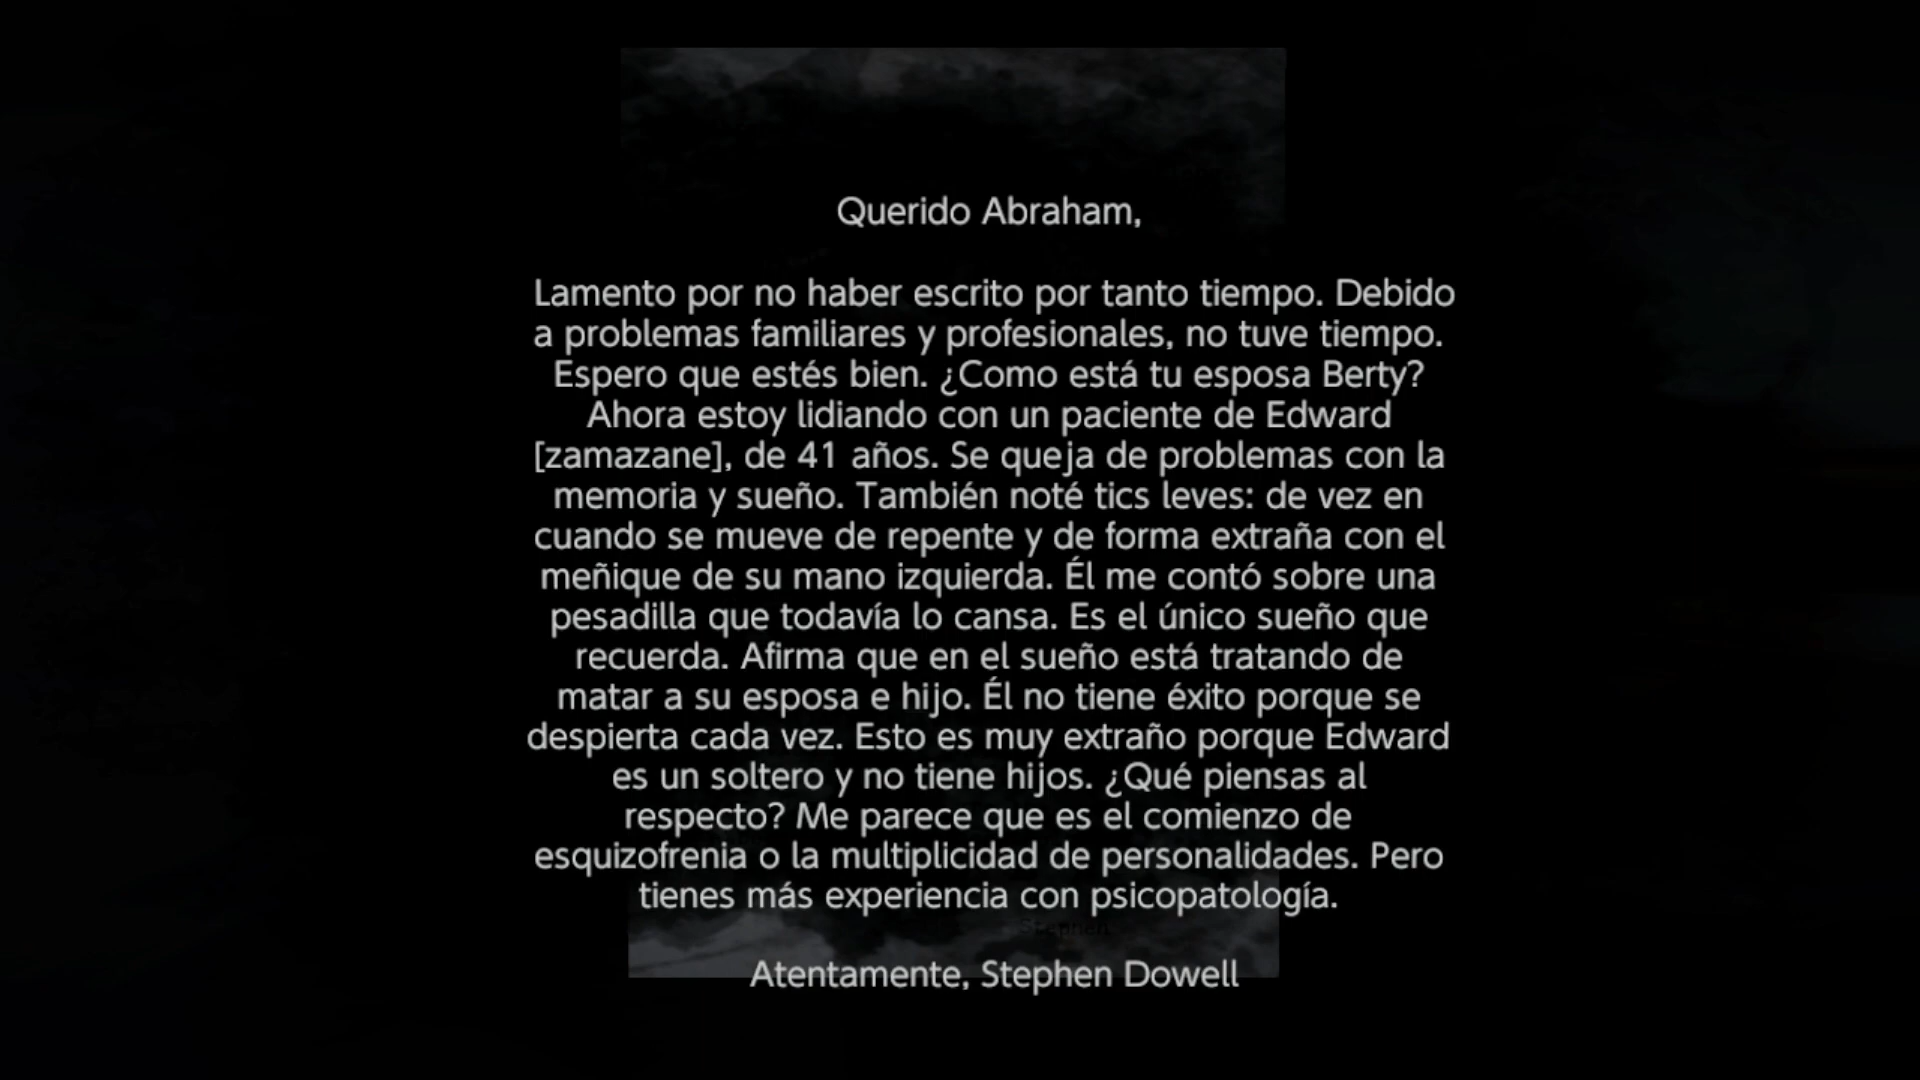 Querido Abraham,
Lamento por no haber escrito por tanto tiempo. Debido
a problemas familiares y profesionales, no tuve tiempo.
Espero que estés bien. ¿Como está tu esposa Berty?
Ahora estoy lidiando con un paciente de Edward
[zamazane], de 41 años. Se queja de problemas con la
memoria y sueño. También noté tics leves: de vez en
cuando se mueve de repente y de forma extraña con el
meñique de su mano izquierda. Él me contó sobre una
pesadilla que todavía lo cansa. Es el único sueño que
recuerda. Afirma que en el sueño está tratando de
matar a su esposa e hijo. Él no tiene éxito porque se
despierta cada vez. Esto es muy extraño porque Edward
es un soltero y no tiene hijos. ¿Qué piensas al
respecto? Me parece que es el comienzo de
esquizofrenia o la multiplicidad de personalidades. Pero
tienes más experiencia con psicopatología.
Stephen
Atentamente, Stephen Dowell